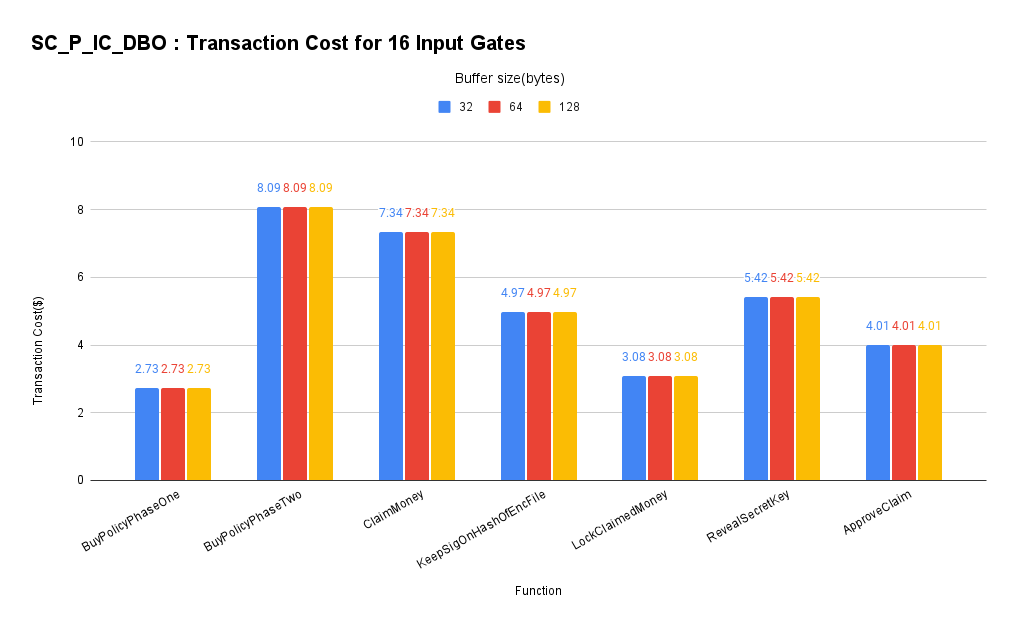 SC_P_IC_DBO : Transaction Cost for 16 Input Gates
Buffer size(bytes)
32 64 128
10
8
6
4
2
0
Transaction Cost($)
2.73 2.73 2.73
8.09 8.09 8.09
7.34 7.34 7.34
4.97 4.97 4.97
3.08 3.08 3.08
5.42 5.42 5.42
4.01 4.01 4.01
BuyPolicyPhaseOne
BuyPolicyPhaseTwo
ClaimMoney
KeepSigOnHashOfEncFile
LockClaimedMoney
RevealSecretKey
ApproveClaim
Function